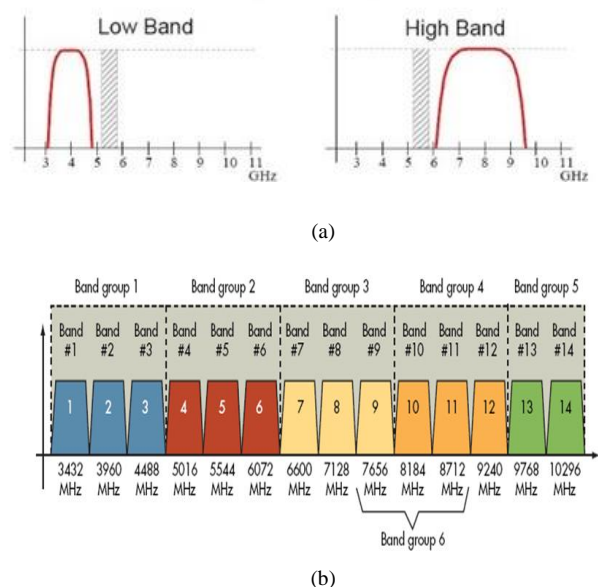 Low Band
3 4 5 6 7 8 9 10 11
GHz
High Band
3 4 5 6 7 8 9 10 11
GHz
(a)
Band group 1 Band group 2 Band group 3 Band group 4 Band group 5
Band Band Band Band Band Band Band Band Band Band Band Band Band Band
#1 #2 #3 #4 #5 #6 #7 #8 #9 #10 #11 #12 #13 #14
1 2 3 4 5 6 7 8 9 10 11 12 13 14
3432 3960 4488 5016 5544 6072 6600 7128 7656 8184 8712 9240 9768 10296
MHz MHz MHz MHz MHz MHz MHz MHz MHz MHz MHz MHz MHz MHz
Band group 6
(b)